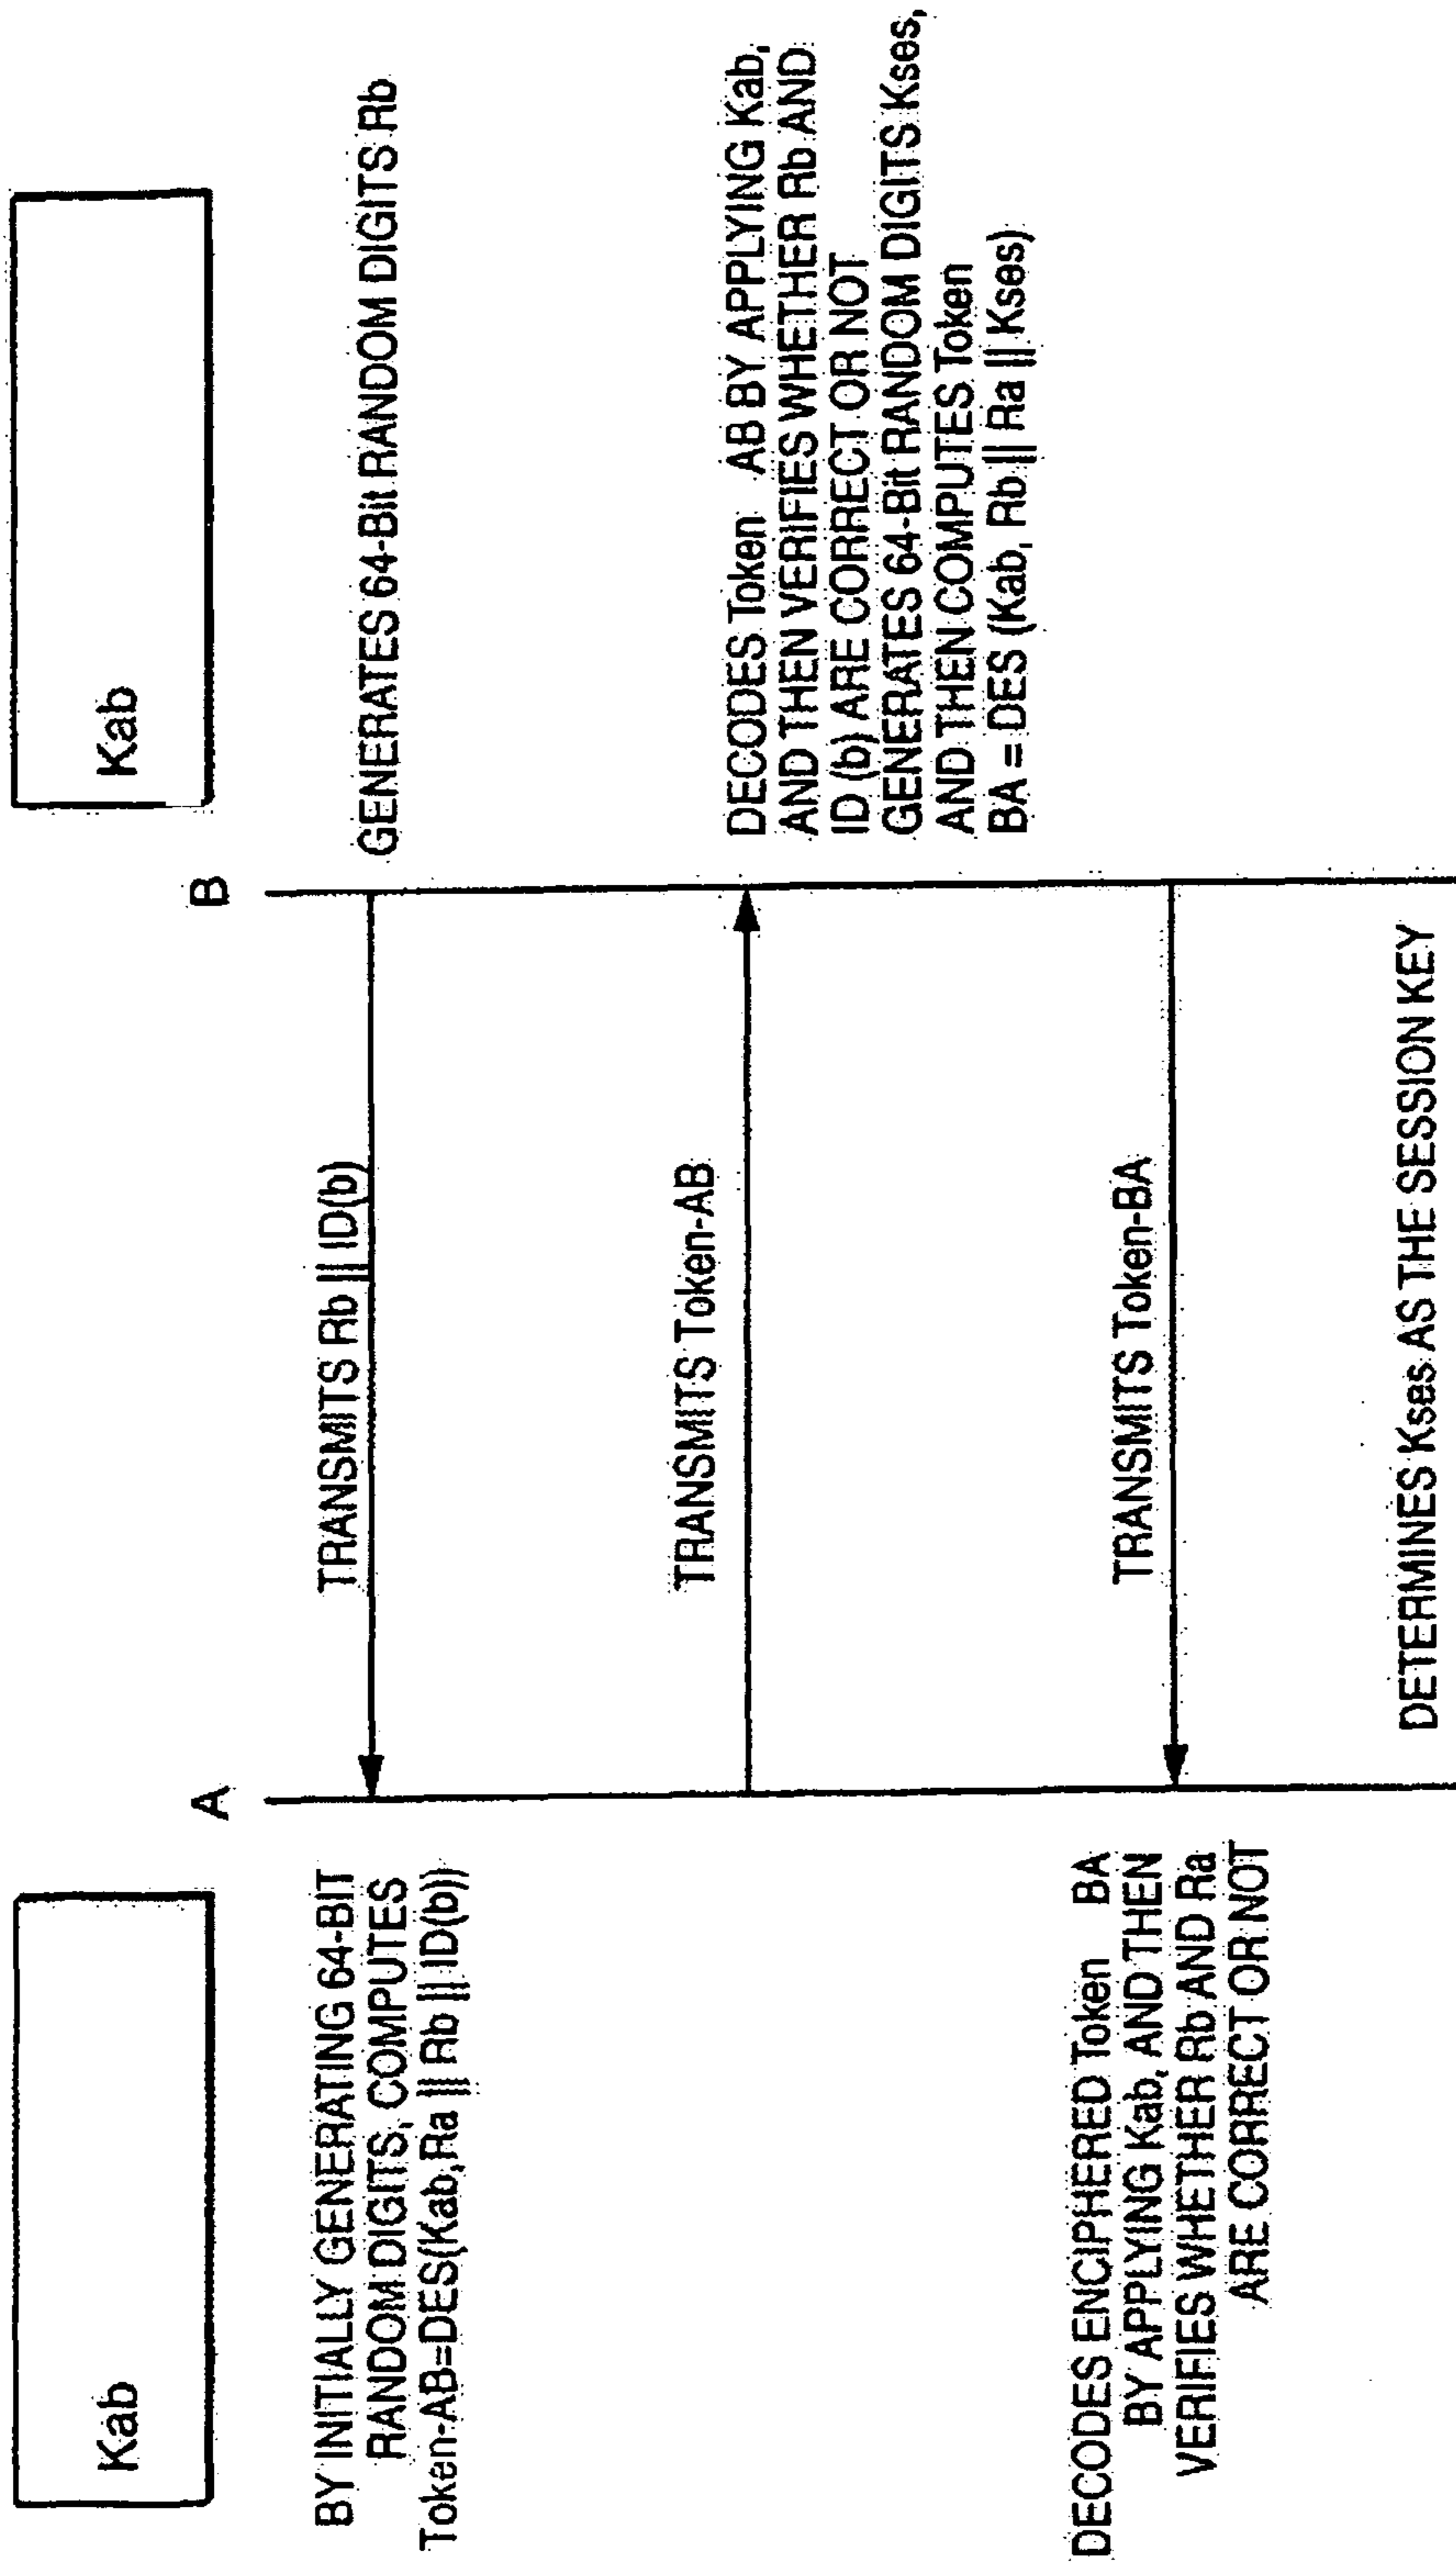 Kab
Kab
A
B
GENERATES 64-Bit RANDOM DIGITS Rb
TRANSMITS Rb || ID(b)
BY INITIALLY GENERATING 64-BIT
RANDOM DIGITS, COMPUTES
Token-AB=DES(Kab,Ra || Rb || ID(b))
TRANSMITS Token-AB
DECODES Token AB BY APPLYING Kab,
AND THEN VERIFIES WHETHER Rb AND
ID (b) ARE CORRECT OR NOT
GENERATES 64-Bit RANDOM DIGITS Kses,
AND THEN COMPUTES Token
BA = DES (Kab, Rb || Ra || Kses)
TRANSMITS Token-BA
DECODES ENCIPHERED Token BA
BY APPLYING Kab, AND THEN
VERIFIES WHETHER Rb AND Ra
ARE CORRECT OR NOT
DETERMINES Kses AS THE SESSION KEY